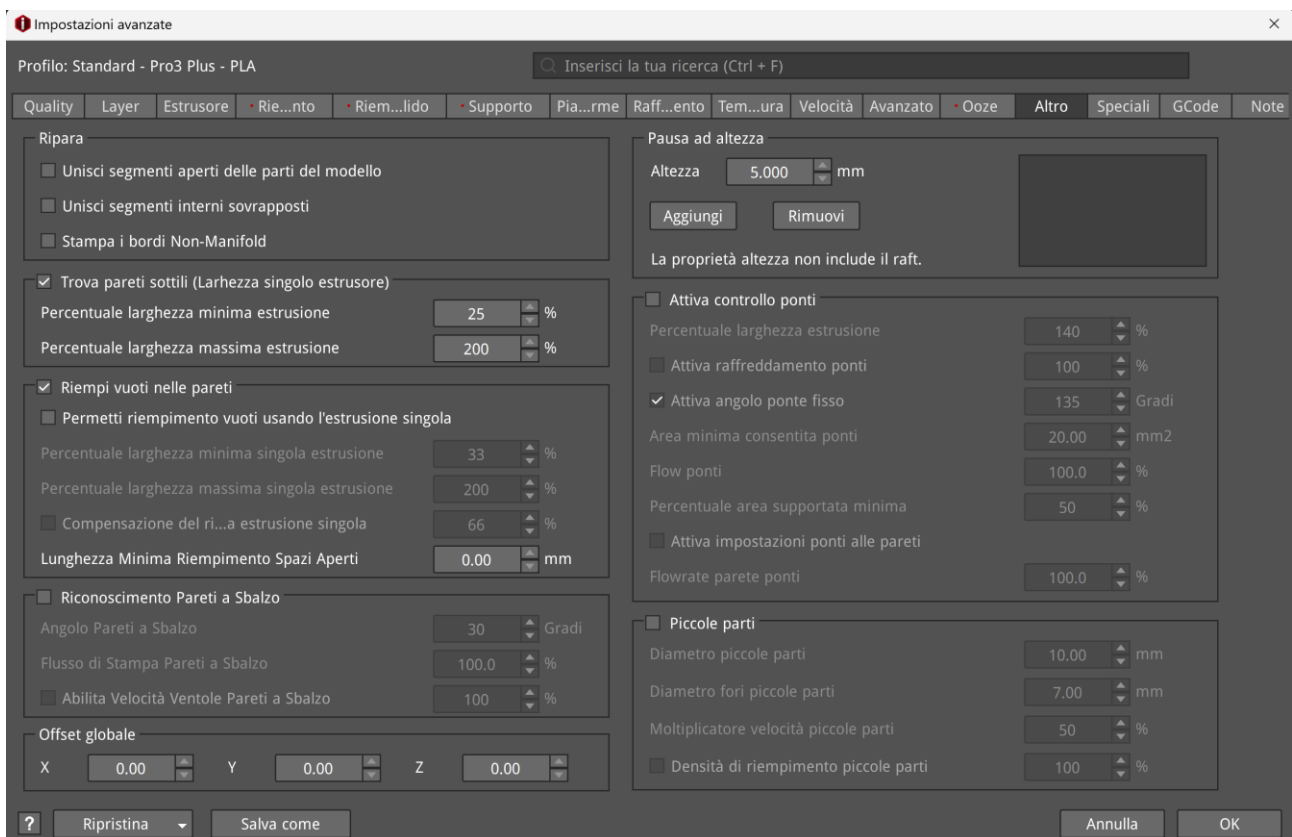 Impostazioni avanzate
Profilo: Standard - Pro3 Plus - PLA
Inserisci la tua ricerca (Ctrl + F)
Quality Layer Estrusore Rie...nto Riem...lido Supporto Pia...rme Raff...ento Tem...ura Velocità Avanzato Ooze Altro Speciali GCode Note
Ripara
Unisci segmenti aperti delle parti del modello
Unisci segmenti interni sovrapposti
Stampa i bordi Non-Manifold
Trova pareti sottili (Larhezza singolo estrusore)
Percentuale larghezza minima estrusione 25 %
Percentuale larghezza massima estrusione 200 %
Riempi vuoti nelle pareti
Permetti riempimento vuoti usando l'estrusione singola
Percentuale larghezza minima singola estrusione 33 %
Percentuale larghezza massima singola estrusione 200 %
Compensazione del ri...a estrusione singola 66 %
Lunghezza Minima Riempimento Spazi Aperti 0.00 mm
Riconoscimento Pareti a Sbalzo
Angolo Pareti a Sbalzo 30 Gradi
Flusso di Stampa Pareti a Sbalzo 100.0 %
Abilita Velocità Ventole Pareti a Sbalzo 100 %
Offset globale
X 0.00 Y 0.00 Z 0.00
Pausa ad altezza
Altezza 5.000 mm
Aggiungi Rimuovi
La proprietà altezza non include il raft.
Attiva controllo ponti
Percentuale larghezza estrusione 140 %
Attiva raffreddamento ponti 100 %
Attiva angolo ponte fisso 135 Gradi
Area minima consentita ponti 20.00 mm2
Flow ponti 100.0 %
Percentuale area supportata minima 50 %
Attiva impostazioni ponti alle pareti
Flowrate parete ponti 100.0 %
Piccole parti
Diametro piccole parti 10.00 mm
Diametro fori piccole parti 7.00 mm
Moltiplicatore velocità piccole parti 50 %
Densità di riempimento piccole parti 100 %
? Ripristina Salva come Annulla OK